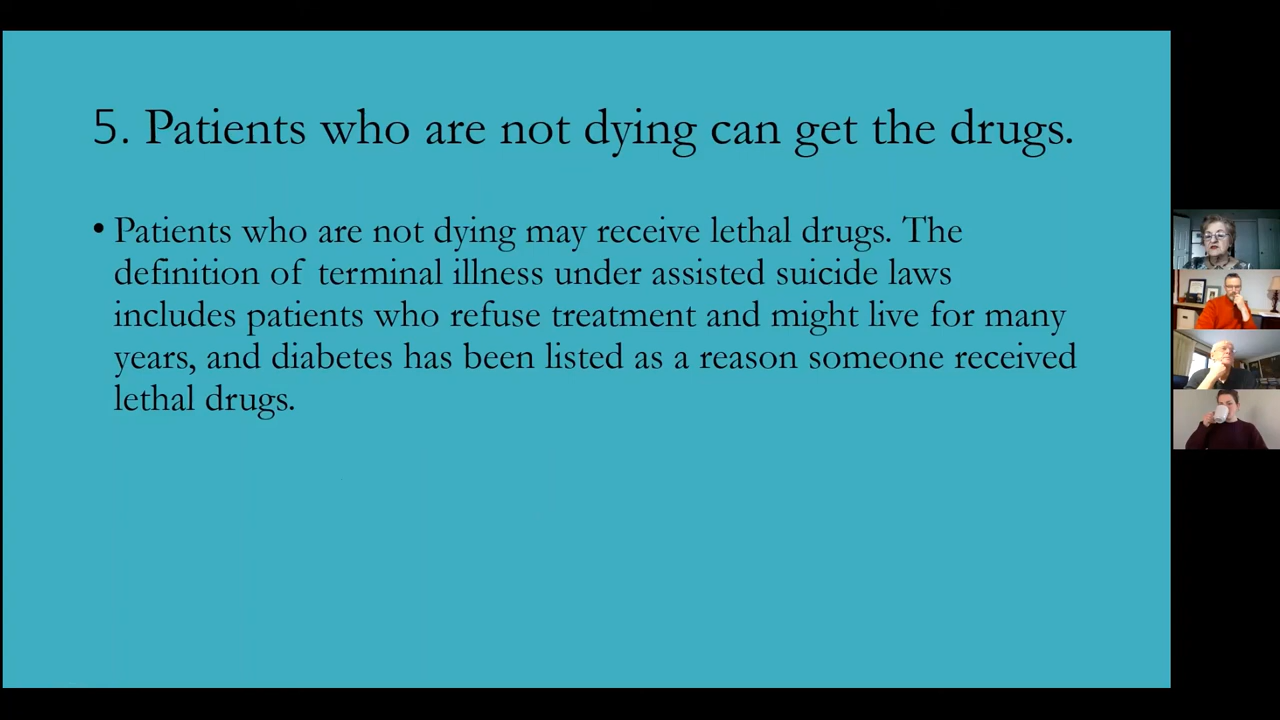 5. Patients who are not dying can get the drugs.
• Patients who are not dying may receive lethal drugs. The
definition of terminal illness under assisted suicide laws
includes patients who refuse treatment and might live for many
years, and diabetes has been listed as a reason someone received
lethal drugs.